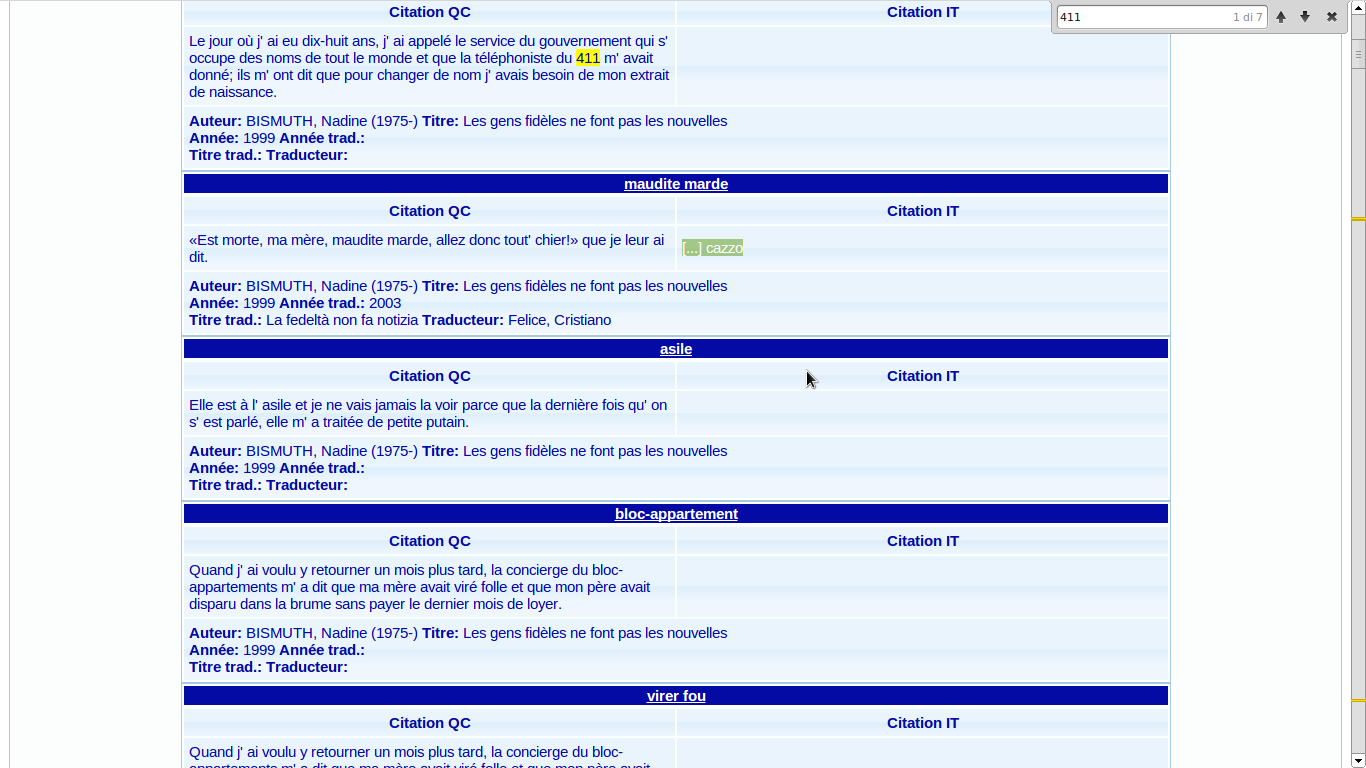 Citation QC Citation IT
411 1 di 7
Le jour où j' ai eu dix-huit ans, j' ai appelé le service du gouvernement qui s'
occupe des noms de tout le monde et que la téléphoniste du 411 m' avait
donné; ils m' ont dit que pour changer de nom j' avais besoin de mon extrait
de naissance.
Auteur: BISMUTH, Nadine (1975-) Titre: Les gens fidèles ne font pas les nouvelles
Année: 1999 Année trad.:
Titre trad.: Traducteur:
maudite marde
Citation QC Citation IT
«Est morte, ma mère, maudite marde, allez donc tout' chier!» que je leur ai
dit.
[...] cazzo
Auteur: BISMUTH, Nadine (1975-) Titre: Les gens fidèles ne font pas les nouvelles
Année: 1999 Année trad.: 2003
Titre trad.: La fedeltà non fa notizia Traducteur: Felice, Cristiano
asile
Citation QC Citation IT
Elle est à l' asile et je ne vais jamais la voir parce que la dernière fois qu' on
s' est parlé, elle m' a traitée de petite putain.
Auteur: BISMUTH, Nadine (1975-) Titre: Les gens fidèles ne font pas les nouvelles
Année: 1999 Année trad.:
Titre trad.: Traducteur:
bloc-appartement
Citation QC Citation IT
Quand j' ai voulu y retourner un mois plus tard, la concierge du bloc-
appartements m' a dit que ma mère avait viré folle et que mon père avait
disparu dans la brume sans payer le dernier mois de loyer.
Auteur: BISMUTH, Nadine (1975-) Titre: Les gens fidèles ne font pas les nouvelles
Année: 1999 Année trad.:
Titre trad.: Traducteur:
virer fou
Citation QC Citation IT
Quand j' ai voulu y retourner un mois plus tard, la concierge du bloc-
appartements m' a dit que ma mère avait viré folle et que mon père avait